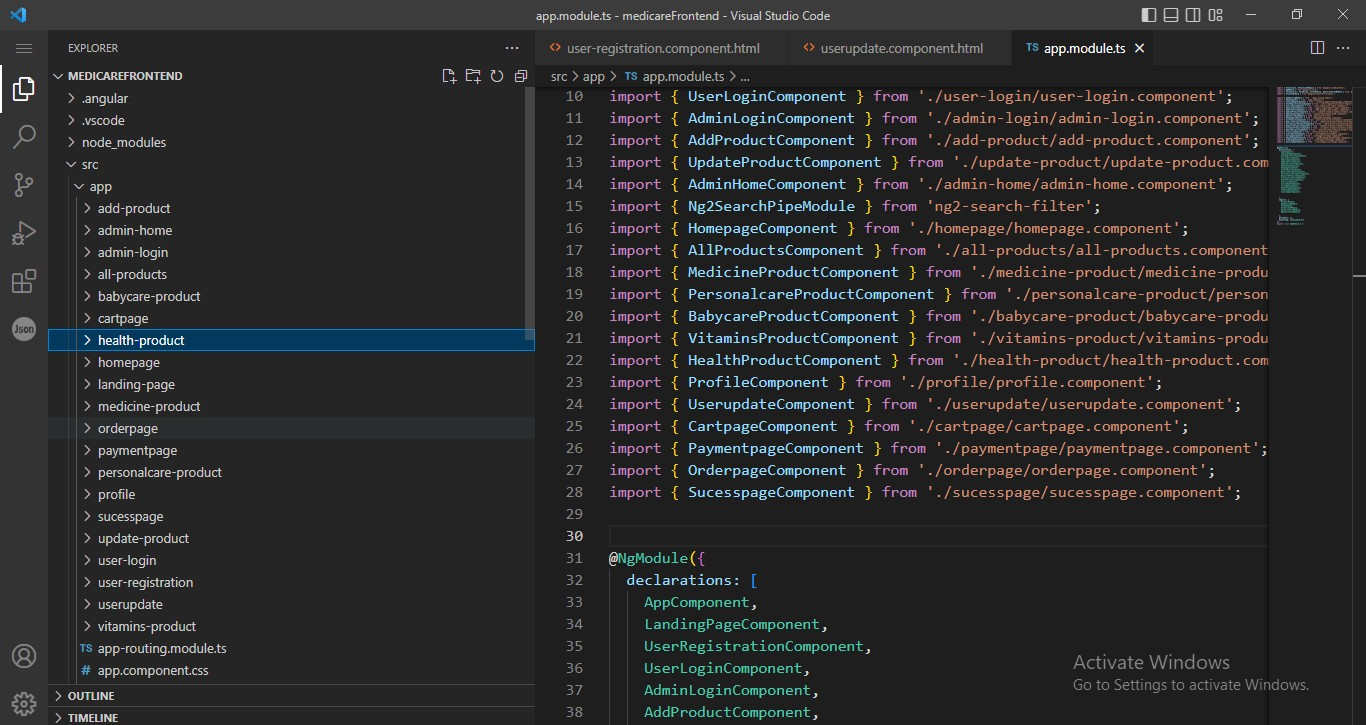 app.module.ts - medicareFrontend - Visual Studio Code
EXPLORER
MEDICAREFRONTEND
.angular
.vscode
node_modules
src
app
add-product
admin-home
admin-login
all-products
babycare-product
cartpage
health-product
homepage
landing-page
medicine-product
orderpage
paymentpage
personalcare-product
profile
sucesspage
update-product
user-login
user-registration
userupdate
vitamins-product
TS app-routing.module.ts
# app.component.css
OUTLINE
TIMELINE
Json
<> user-registration.component.html
<> userupdate.component.html
TS app.module.ts
src > app > TS app.module.ts > ...
10 import { UserLoginComponent } from './user-login/user-login.component';
11 import { AdminLoginComponent } from './admin-login/admin-login.component';
12 import { AddProductComponent } from './add-product/add-product.component';
13 import { UpdateProductComponent } from './update-product/update-product.com
14 import { AdminHomeComponent } from './admin-home/admin-home.component';
15 import { Ng2SearchPipeModule } from 'ng2-search-filter';
16 import { HomepageComponent } from './homepage/homepage.component';
17 import { AllProductsComponent } from './all-products/all-products.component
18 import { MedicineProductComponent } from './medicine-product/medicine-produ
19 import { PersonalcareProductComponent } from './personalcare-product/person
20 import { BabycareProductComponent } from './babycare-product/babycare-produ
21 import { VitaminsProductComponent } from './vitamins-product/vitamins-produ
22 import { HealthProductComponent } from './health-product/health-product.com
23 import { ProfileComponent } from './profile/profile.component';
24 import { UserupdateComponent } from './userupdate/userupdate.component';
25 import { CartpageComponent } from './cartpage/cartpage.component';
26 import { PaymentpageComponent } from './paymentpage/paymentpage.component';
27 import { OrderpageComponent } from './orderpage/orderpage.component';
28 import { SucesspageComponent } from './sucesspage/sucesspage.component';
29
30
31 @NgModule({
32 declarations: [
33 AppComponent,
34 LandingPageComponent,
35 UserRegistrationComponent,
36 UserLoginComponent,
37 AdminLoginComponent,
38 AddProductComponent,
Activate Windows
Go to Settings to activate Windows.